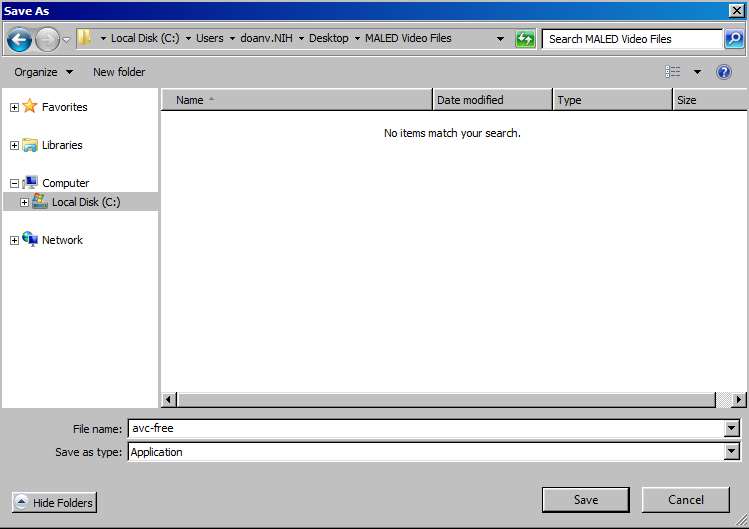 Save As
Local Disk (C:) Users doanv.NIH Desktop MALED Video Files Search MALED Video Files
Organize New folder
Name Date modified Type Size
Favorites
No items match your search.
Libraries
Computer
Local Disk (C:)
Network
File name: avc-free
Save as type: Application
Hide Folders Save Cancel